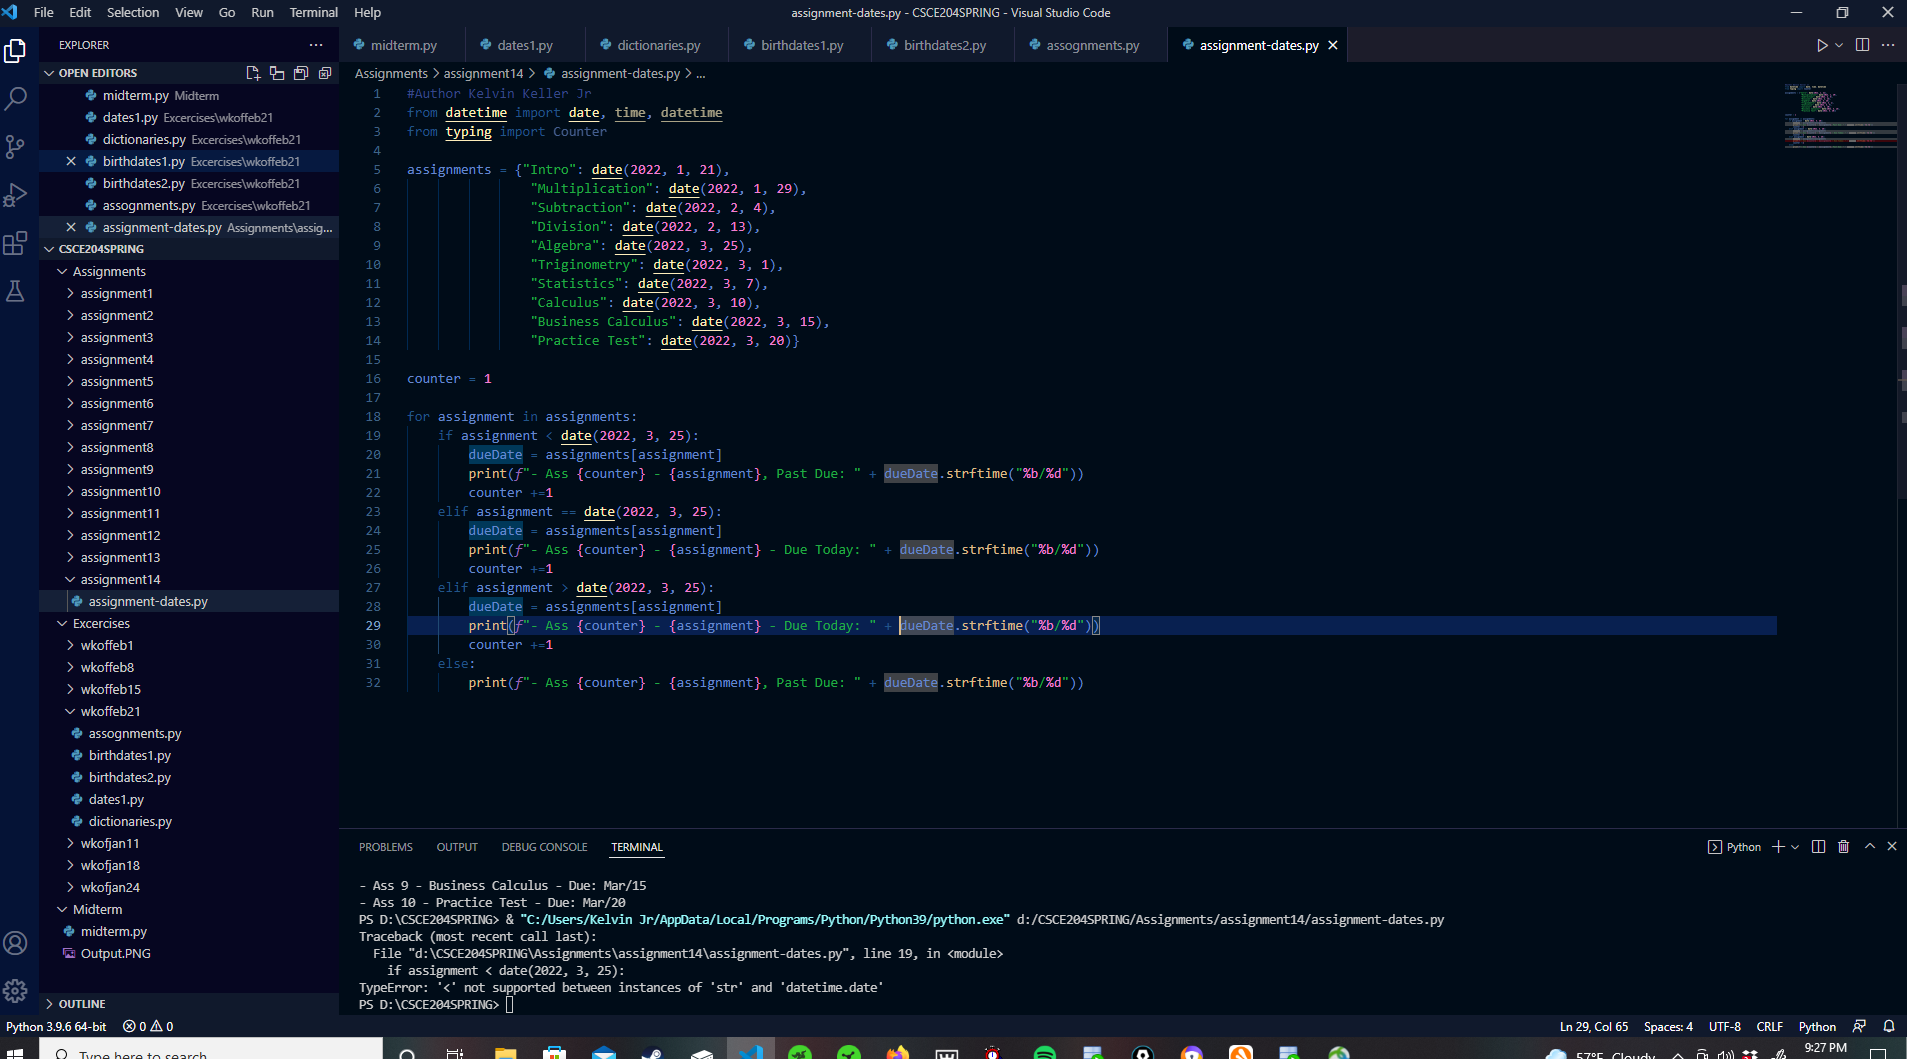 File Edit Selection View Go Run Terminal Help
assignment-dates.py - CSCE204SPRING - Visual Studio Code
EXPLORER
OPEN EDITORS
midterm.py Midterm
dates1.py Excercises\wkoffeb21
dictionaries.py Excercises\wkoffeb21
birthdates1.py Excercises\wkoffeb21
birthdates2.py Excercises\wkoffeb21
assognments.py Excercises\wkoffeb21
assignment-dates.py Assignments\assig...
CSCE204SPRING
Assignments
assignment1
assignment2
assignment3
assignment4
assignment5
assignment6
assignment7
assignment8
assignment9
assignment10
assignment11
assignment12
assignment13
assignment14
assignment-dates.py
Excercises
wkoffeb1
wkoffeb8
wkoffeb15
wkoffeb21
assognments.py
birthdates1.py
birthdates2.py
dates1.py
dictionaries.py
wkofjan11
wkofjan18
wkofjan24
Midterm
midterm.py
Output.PNG
OUTLINE
midterm.py dates1.py dictionaries.py birthdates1.py birthdates2.py assognments.py assignment-dates.py
Assignments > assignment14 > assignment-dates.py > ...
1 #Author Kelvin Keller Jr
2 from datetime import date, time, datetime
3 from typing import Counter
4
5 assignments = {"Intro": date(2022, 1, 21),
6 "Multiplication": date(2022, 1, 29),
7 "Subtraction": date(2022, 2, 4),
8 "Division": date(2022, 2, 13),
9 "Algebra": date(2022, 3, 25),
10 "Triginometry": date(2022, 3, 1),
11 "Statistics": date(2022, 3, 7),
12 "Calculus": date(2022, 3, 10),
13 "Business Calculus": date(2022, 3, 15),
14 "Practice Test": date(2022, 3, 20)}
15
16 counter = 1
17
18 for assignment in assignments:
19 if assignment < date(2022, 3, 25):
20 dueDate = assignments[assignment]
21 print(f"- Ass {counter} - {assignment}, Past Due: " + dueDate.strftime("%b/%d"))
22 counter +=1
23 elif assignment == date(2022, 3, 25):
24 dueDate = assignments[assignment]
25 print(f"- Ass {counter} - {assignment} - Due Today: " + dueDate.strftime("%b/%d"))
26 counter +=1
27 elif assignment > date(2022, 3, 25):
28 dueDate = assignments[assignment]
29 print(f"- Ass {counter} - {assignment} - Due Today: " + dueDate.strftime("%b/%d"))
30 counter +=1
31 else:
32 print(f"- Ass {counter} - {assignment}, Past Due: " + dueDate.strftime("%b/%d"))
PROBLEMS OUTPUT DEBUG CONSOLE TERMINAL
Python
- Ass 9 - Business Calculus - Due: Mar/15
- Ass 10 - Practice Test - Due: Mar/20
PS D:\CSCE204SPRING> & "C:/Users/Kelvin Jr/AppData/Local/Programs/Python/Python39/python.exe" d:/CSCE204SPRING/Assignments/assignment14/assignment-dates.py
Traceback (most recent call last):
File "d:\CSCE204SPRING\Assignments\assignment14\assignment-dates.py", line 19, in <module>
if assignment < date(2022, 3, 25):
TypeError: '<' not supported between instances of 'str' and 'datetime.date'
PS D:\CSCE204SPRING>
Python 3.9.6 64-bit 0 0
Ln 29, Col 65 Spaces: 4 UTF-8 CRLF Python
Type here to search
57°F Cloudy
9:27 PM